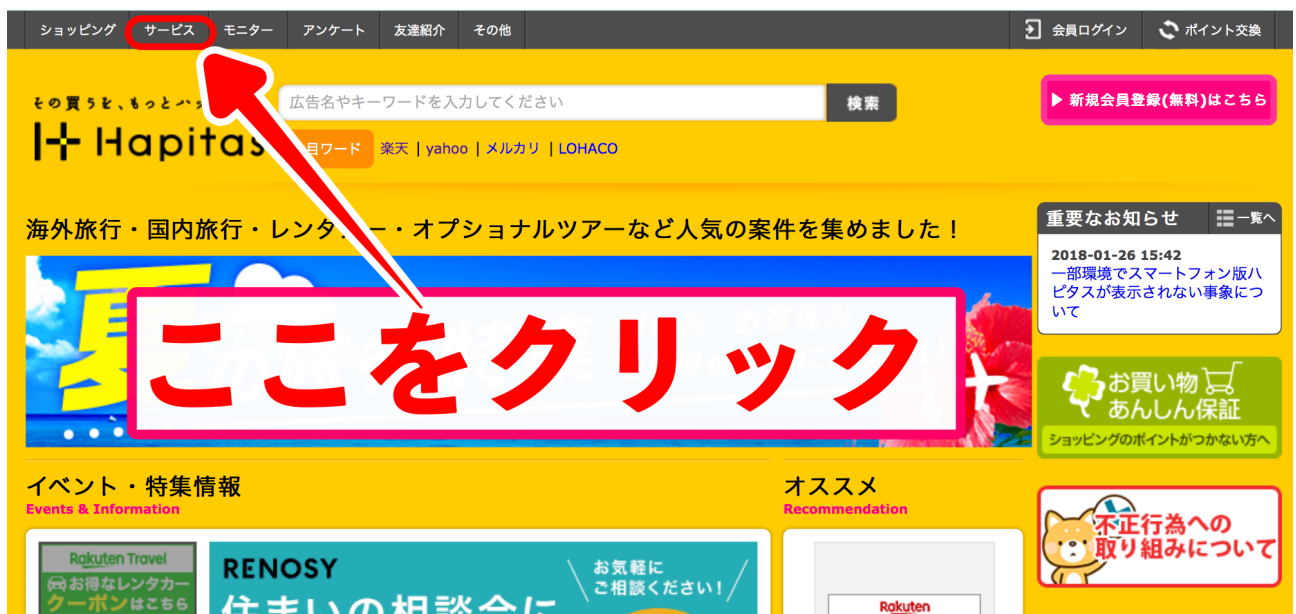 ショッピング サービス モニター アンケート 友達紹介 その他 会員ログイン ポイント交換
その買うを、もっとハッ
Hapitas
広告名やキーワードを入力してください 検索
▶ 新規会員登録(無料)はこちら
目ワード 楽天 | yahoo | メルカリ | LOHACO
海外旅行・国内旅行・レンタカー・オプショナルツアーなど人気の案件を集めました！
重要なお知らせ 一覧へ
2018-01-26 15:42
一部環境でスマートフォン版ハ
ピタスが表示されない事象につ
いて
夏
ここをクリック
お買い物
あんしん保証
ショッピングのポイントがつかない方へ
イベント・特集情報
Events & Information
オススメ
Recommendation
不正行為への
取り組みについて
Rakuten Travel
お得なレンタカー
クーポンはこちら
RENOSY
住まいの相談会に
お気軽に
ご相談ください！
Rakuten